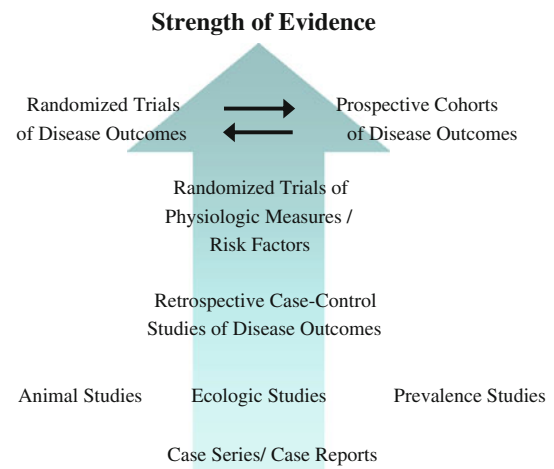 Strength of Evidence
Randomized Trials
of Disease Outcomes
Prospective Cohorts
of Disease Outcomes
Randomized Trials of
Physiologic Measures /
Risk Factors
Retrospective Case-Control
Studies of Disease Outcomes
Animal Studies
Ecologic Studies
Prevalence Studies
Case Series/ Case Reports